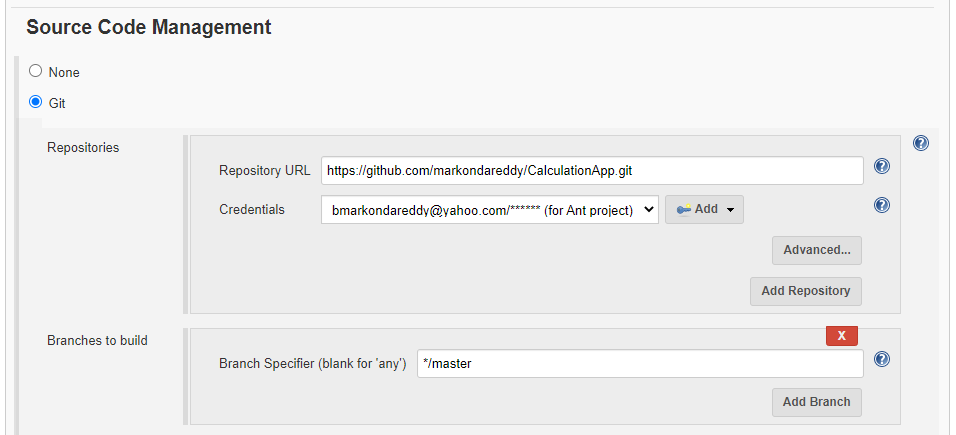 Source Code Management
None
Git
Repositories
?
Repository URL https://github.com/markondareddy/CalculationApp.git ?
Credentials bmarkondareddy@yahoo.com/****** (for Ant project) Add ?
Advanced...
Add Repository
Branches to build
X
Branch Specifier (blank for 'any') */master ?
Add Branch